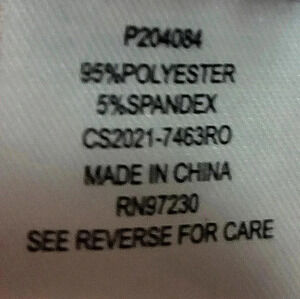 P204084
95%POLYESTER
5%SPANDEX
CS2021-7463RO
MADE IN CHINA
RN97230
SEE REVERSE FOR CARE